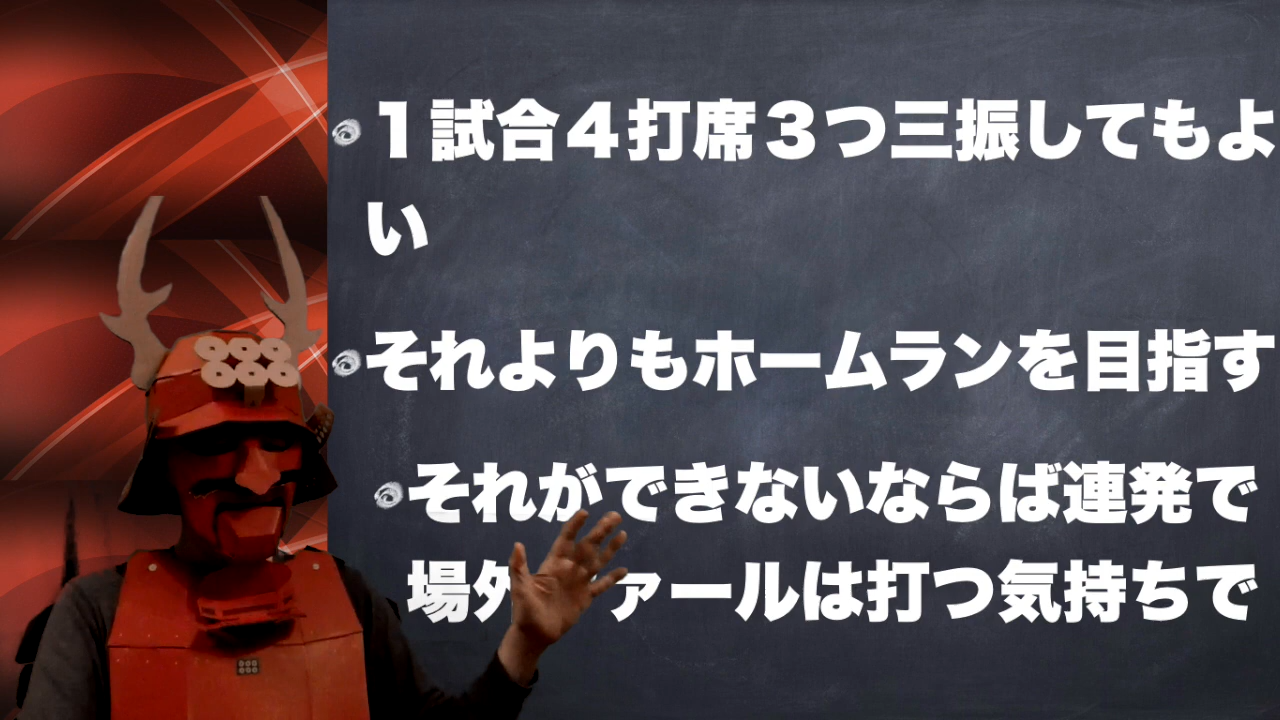 １試合４打席３つ三振してもよ
い
それよりもホームランを目指す
それができないならば連発で
場外ァールは打つ気持ちで